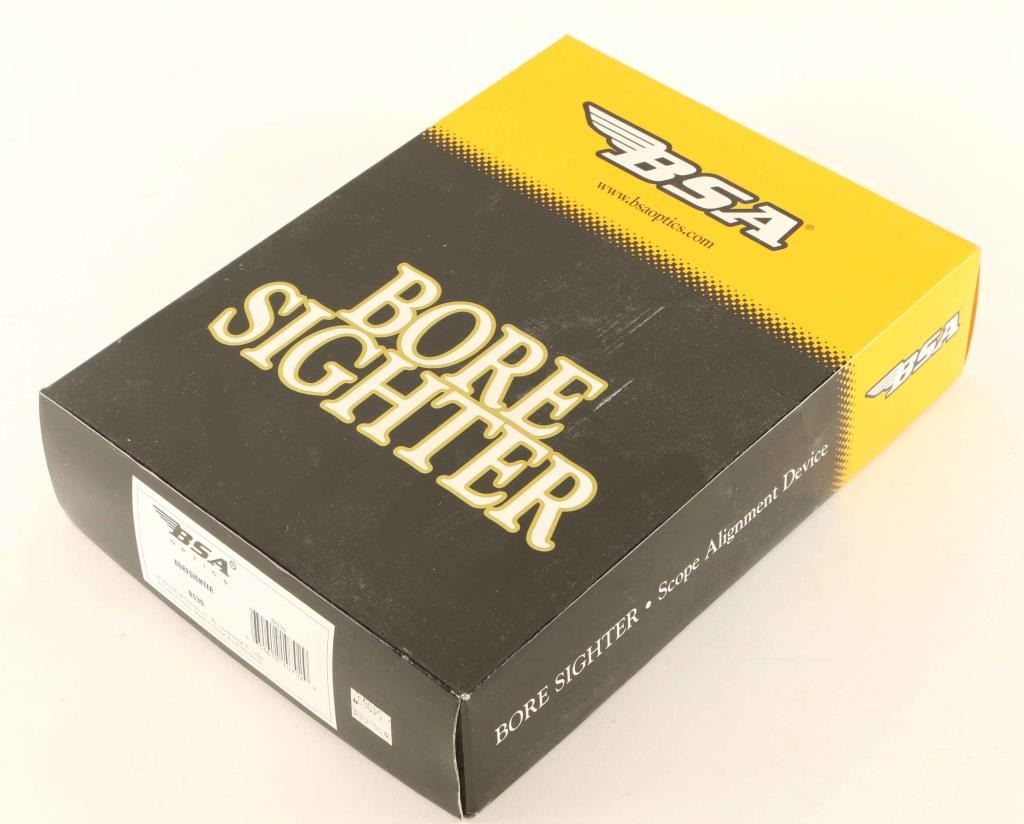 BSA®
www.bsaoptics.com
BORE
SIGHTER
BSA
BORE SIGHTER • Scope Alignment Device
BSA®
OPTICS
BORESIGHTER
BS30